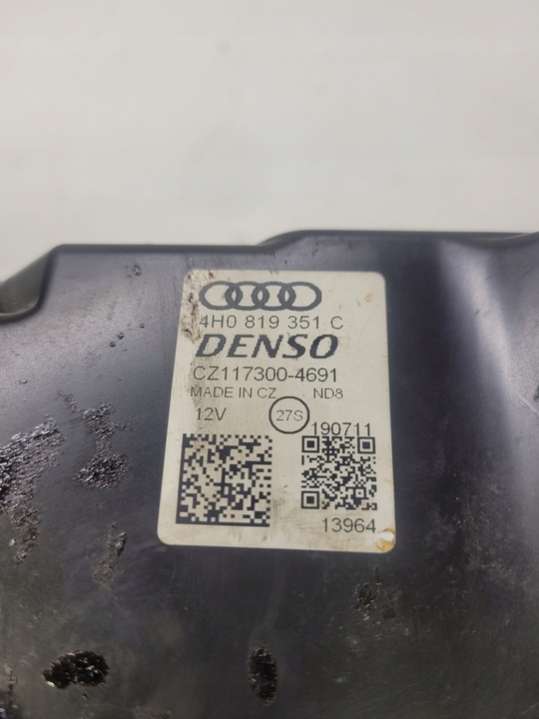 4H0 819 351 C
DENSO
CZ117300-4691
MADE IN CZ ND8
12V 27S 190711
13964